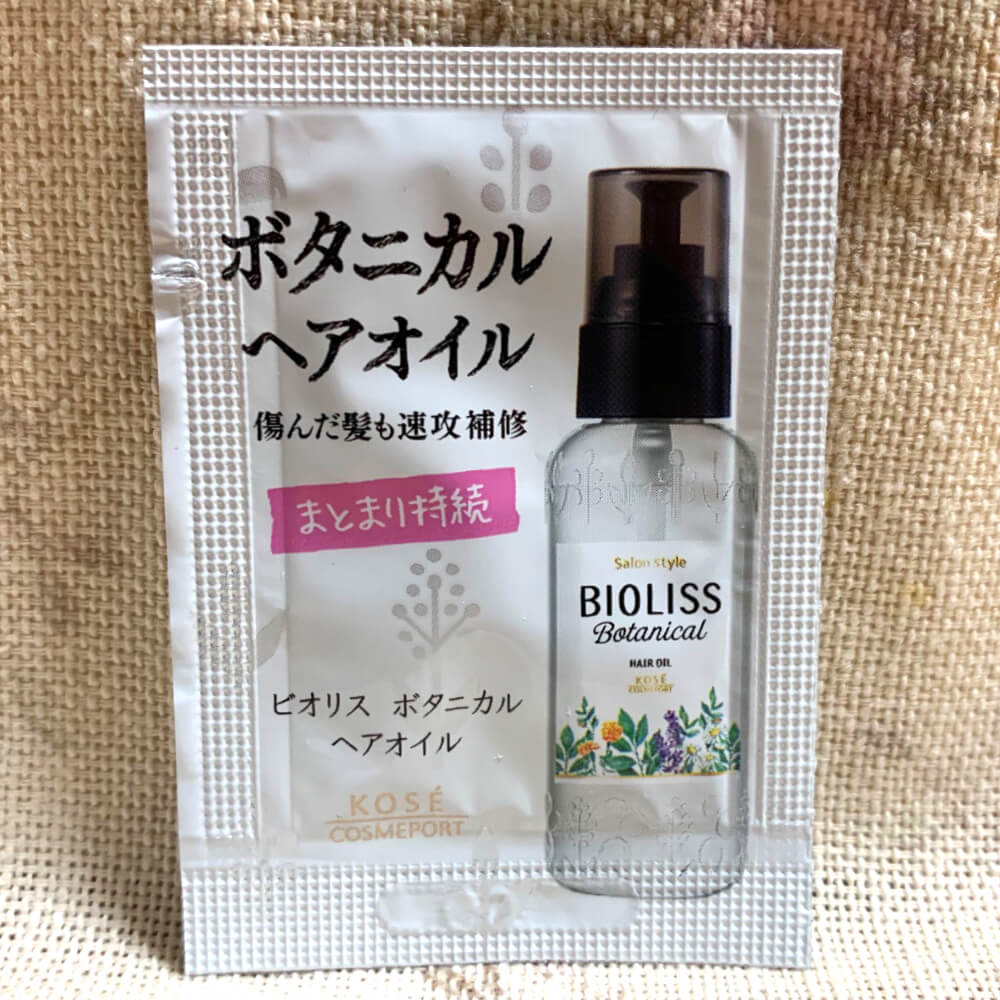 ボタニカル
ヘアオイル
傷んだ髪も速攻補修
まとまり持続
ビオリス ボタニカル
ヘアオイル
KOSÉ
COSMEPORT
Salon style
BIOLISS
Botanical
HAIR OIL
KOSÉ
COSMEPORT